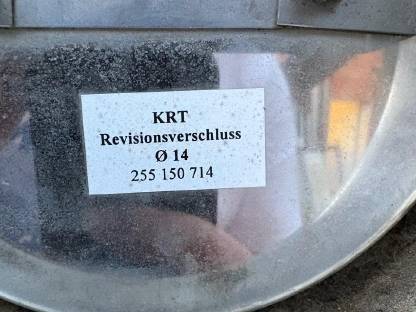 KRT
Revisionsverschluss
Ø 14
255 150 714